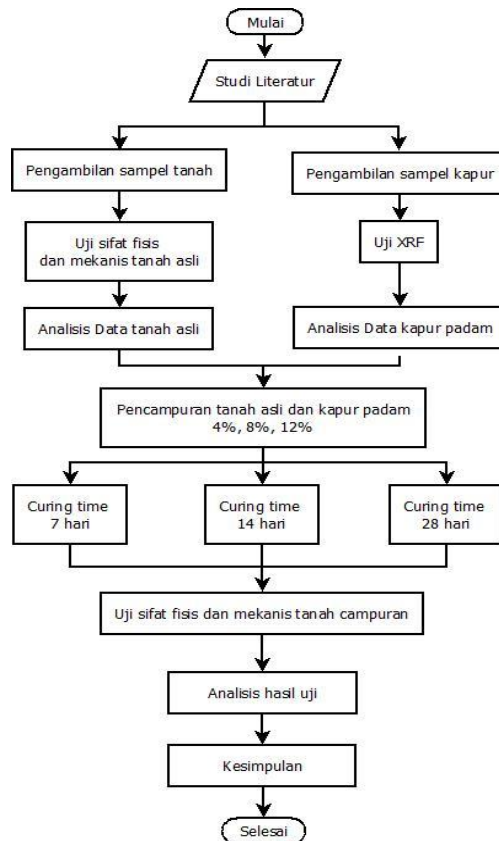 Mulai
Studi Literatur
Pengambilan sampel tanah
Pengambilan sampel kapur
Uji sifat fisis
dan mekanis tanah asli
Uji XRF
Analisis Data tanah asli
Analisis Data kapur padam
Pencampuran tanah asli dan kapur padam
4%, 8%, 12%
Curing time
7 hari
Curing time
14 hari
Curing time
28 hari
Uji sifat fisis dan mekanis tanah campuran
Analisis hasil uji
Kesimpulan
Selesai